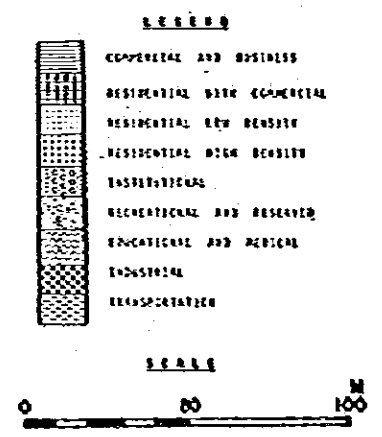 LEGEND
COMMERCIAL AND BUSINESS
RESIDENTIAL WITH COMMERCIAL
RESIDENTIAL LOW DENSITY
RESIDENTIAL HIGH DENSITY
INSTITUTIONAL
RECREATIONAL AND RESERVED
EDUCATIONAL AND MEDICAL
INDUSTRIAL
TRANSPORTATION
SCALE
M
0 50 100